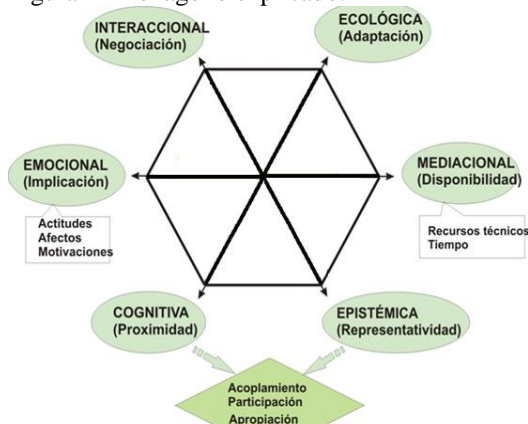 INTERACCIONAL
(Negociación)
ECOLÓGICA
(Adaptación)
EMOCIONAL
(Implicación)
MEDIACIONAL
(Disponibilidad)
Actitudes
Afectos
Motivaciones
Recursos técnicos
Tiempo
COGNITIVA
(Proximidad)
EPISTÉMICA
(Representatividad)
Acoplamiento
Participación
Apropiación